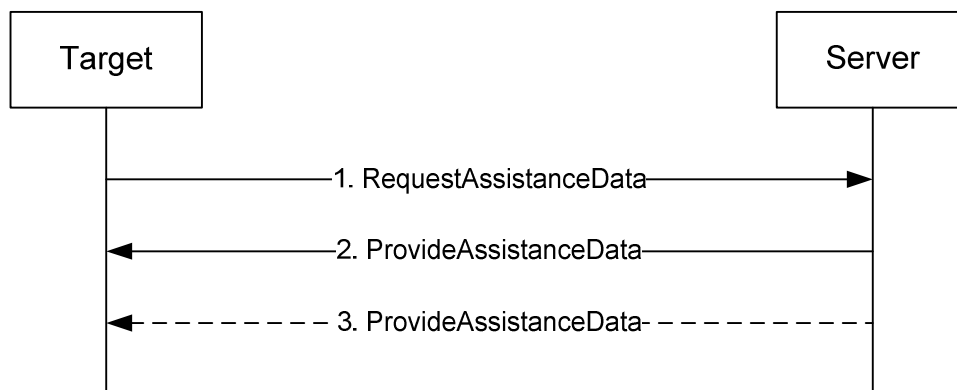 Target
Server
1. RequestAssistanceData
2. ProvideAssistanceData
3. ProvideAssistanceData